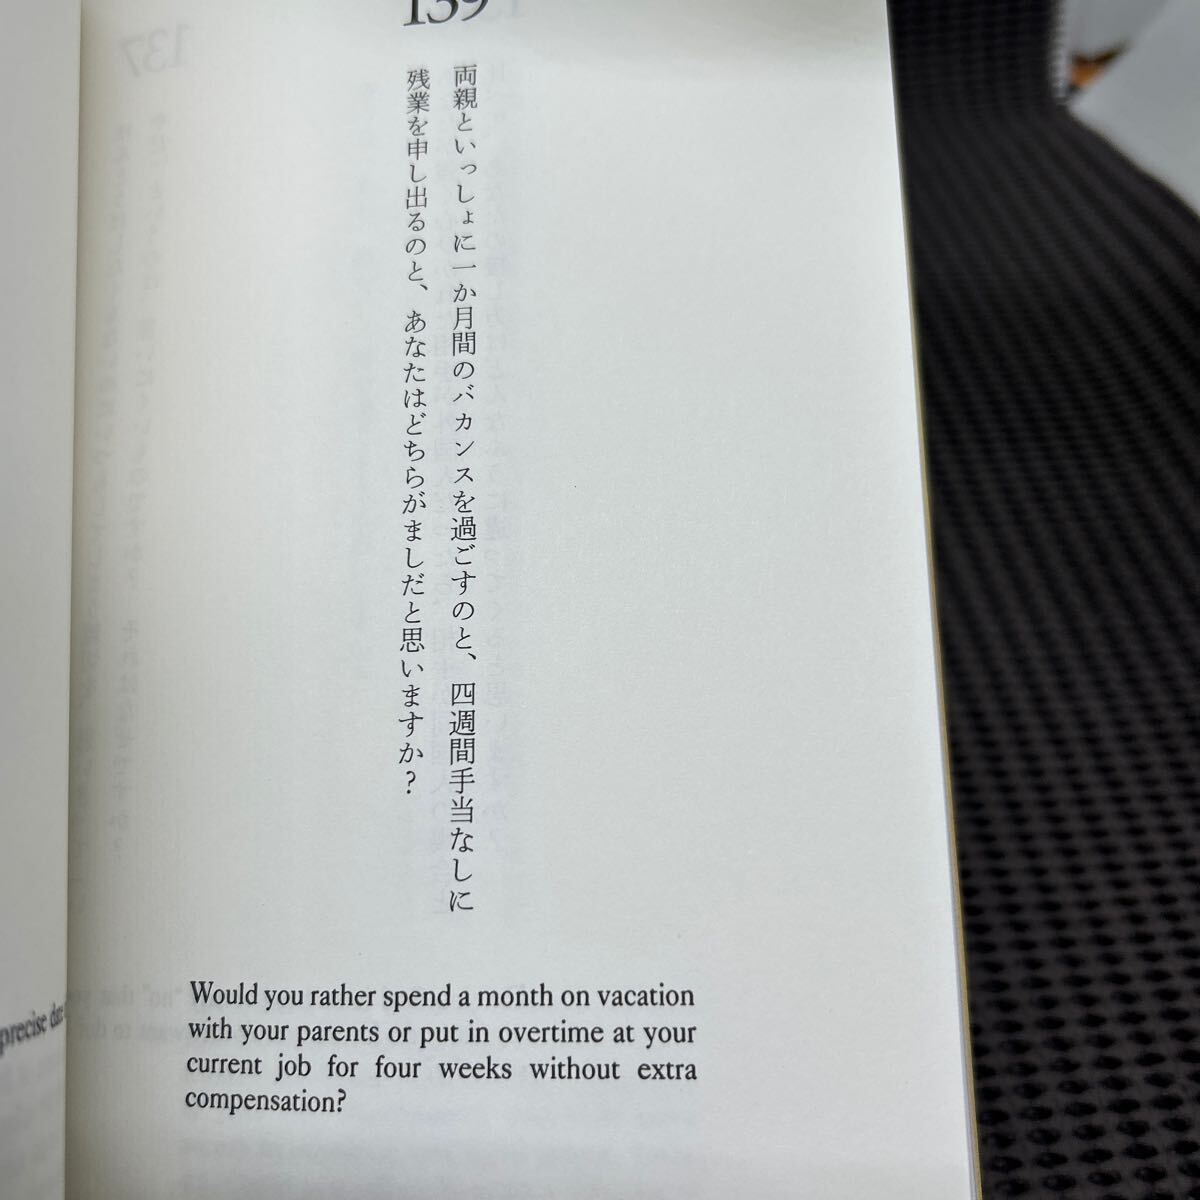 139
両親といっしょに一か月間のバカンスを過ごすのと、四週間手当なしに
残業を申し出るのと、あなたはどちらがましだと思いますか?
Would you rather spend a month on vacation
with your parents or put in overtime at your
current job for four weeks without extra
compensation?
precise
137